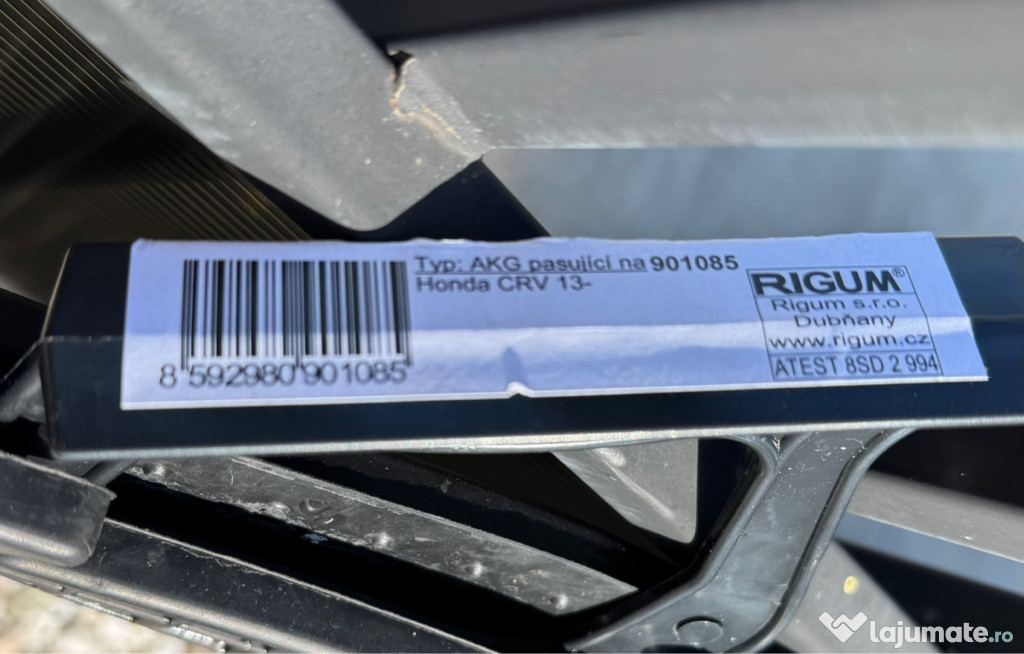 Typ: AKG pasující na 901085
Honda CRV 13-
8 592980 901085
RIGUM®
Rigum s.r.o.
Dubňany
www.rigum.cz
ATEST 8SD 2 994
lajumate.ro